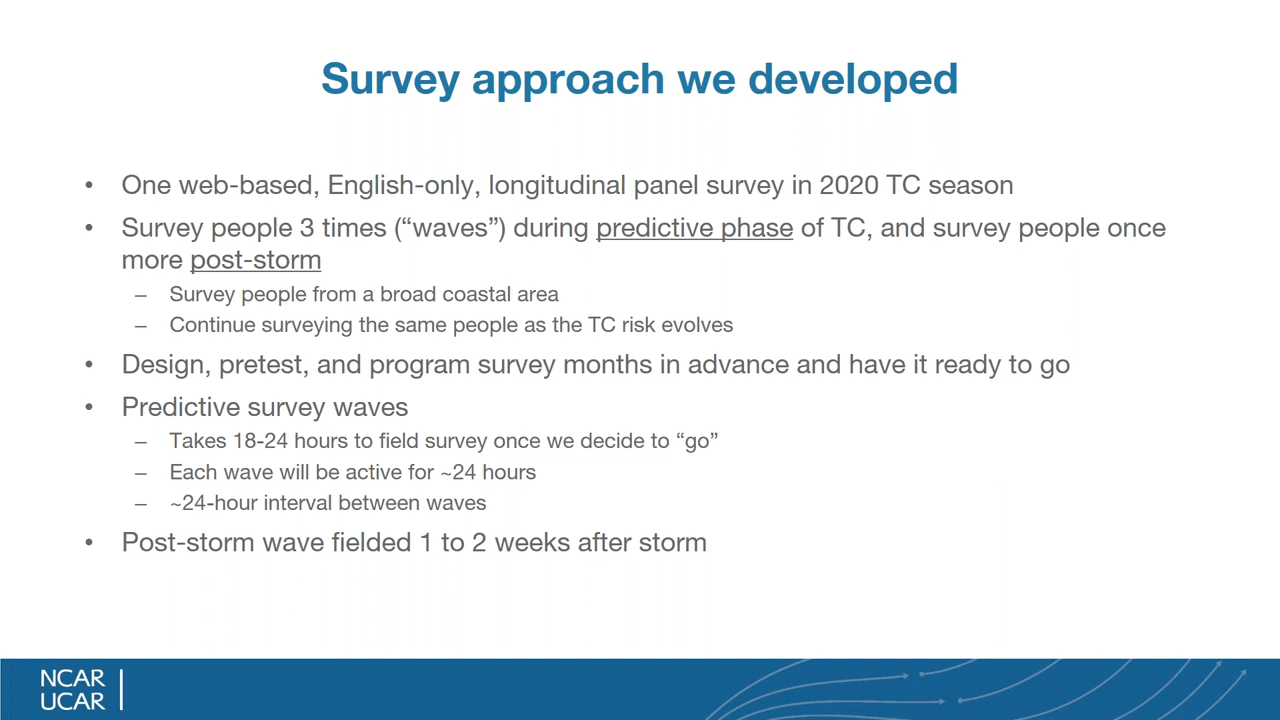 Survey approach we developed
• One web-based, English-only, longitudinal panel survey in 2020 TC season
• Survey people 3 times (“waves”) during predictive phase of TC, and survey people once
more post-storm
– Survey people from a broad coastal area
– Continue surveying the same people as the TC risk evolves
• Design, pretest, and program survey months in advance and have it ready to go
• Predictive survey waves
– Takes 18-24 hours to field survey once we decide to “go”
– Each wave will be active for ~24 hours
– ~24-hour interval between waves
• Post-storm wave fielded 1 to 2 weeks after storm
NCAR
UCAR